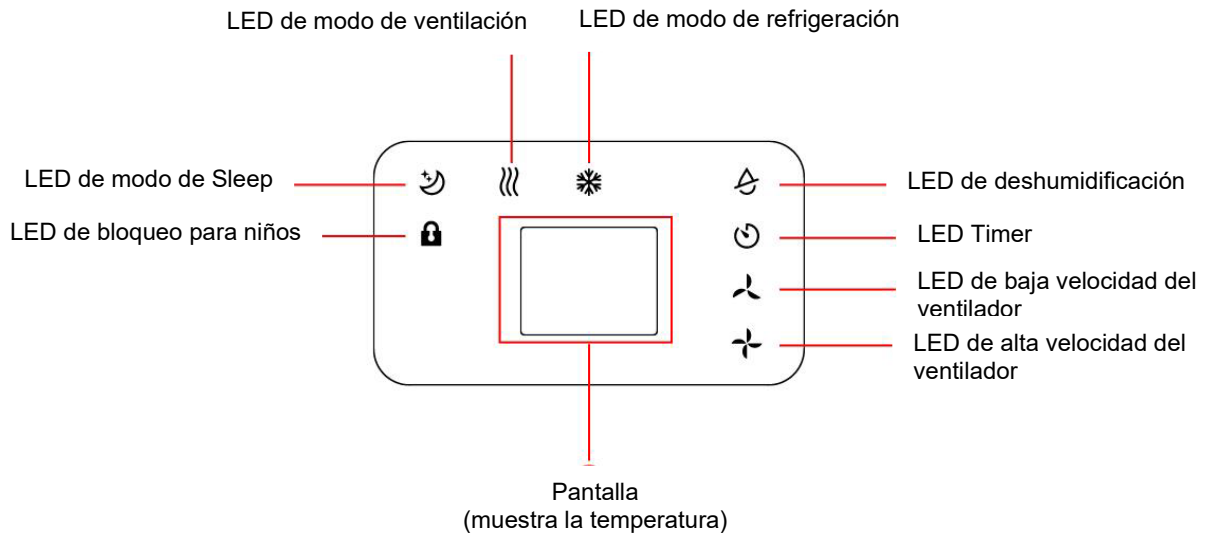 LED de modo de ventilación
LED de modo de refrigeración
LED de modo de Sleep
LED de deshumidificación
LED de bloqueo para niños
LED Timer
LED de baja velocidad del
ventilador
LED de alta velocidad del
ventilador
Pantalla
(muestra la temperatura)